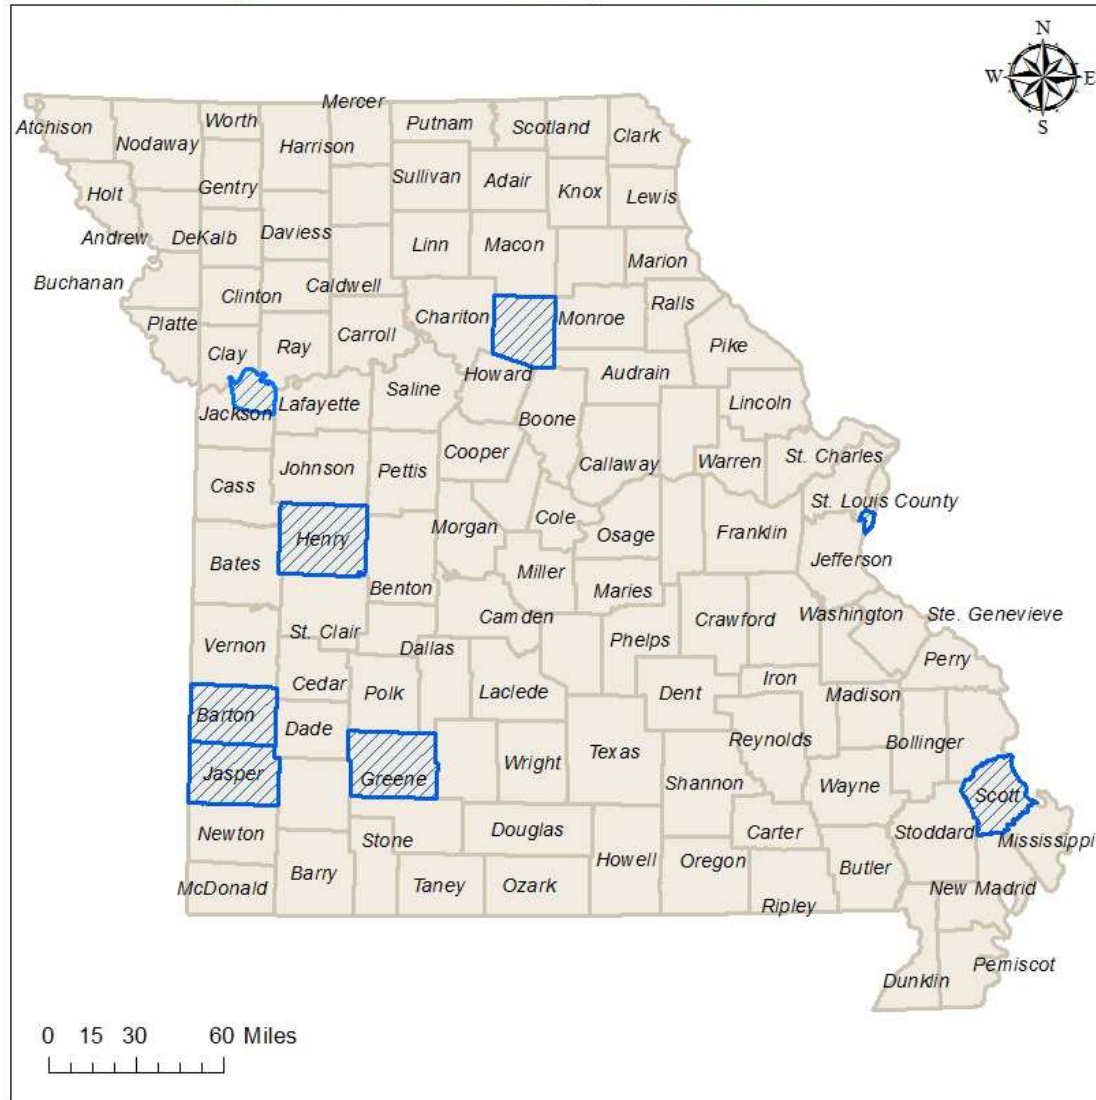 N
W E
S
Mercer
Atchison
Worth
Putnam
Scotland
Clark
Nodaway
Harrison
Sullivan
Adair
Knox
Lewis
Holt
Gentry
Andrew
DeKalb
Daviess
Linn
Macon
Marion
Buchanan
Clinton
Caldwell
Chariton
Monroe
Ralls
Platte
Clay
Ray
Carroll
Pike
Howard
Audrain
Jackson
Lafayette
Saline
Boone
Lincoln
Johnson
Pettis
Cooper
Callaway
Warren
St. Charles
Cass
St. Louis County
Henry
Morgan
Cole
Osage
Franklin
Bates
Jefferson
Benton
Miller
Maries
Vernon
St. Clair
Camden
Crawford
Washington
Ste. Genevieve
Dallas
Phelps
Perry
Cedar
Polk
Laclede
Dent
Iron
Madison
Barton
Dade
Reynolds
Bollinger
Jasper
Greene
Wright
Texas
Shannon
Wayne
Scott
Newton
Stone
Douglas
Carter
Stoddard
Mississippi
McDonald
Barry
Taney
Ozark
Howell
Oregon
Butler
New Madrid
Ripley
Dunklin
Pemiscot
0 15 30 60 Miles